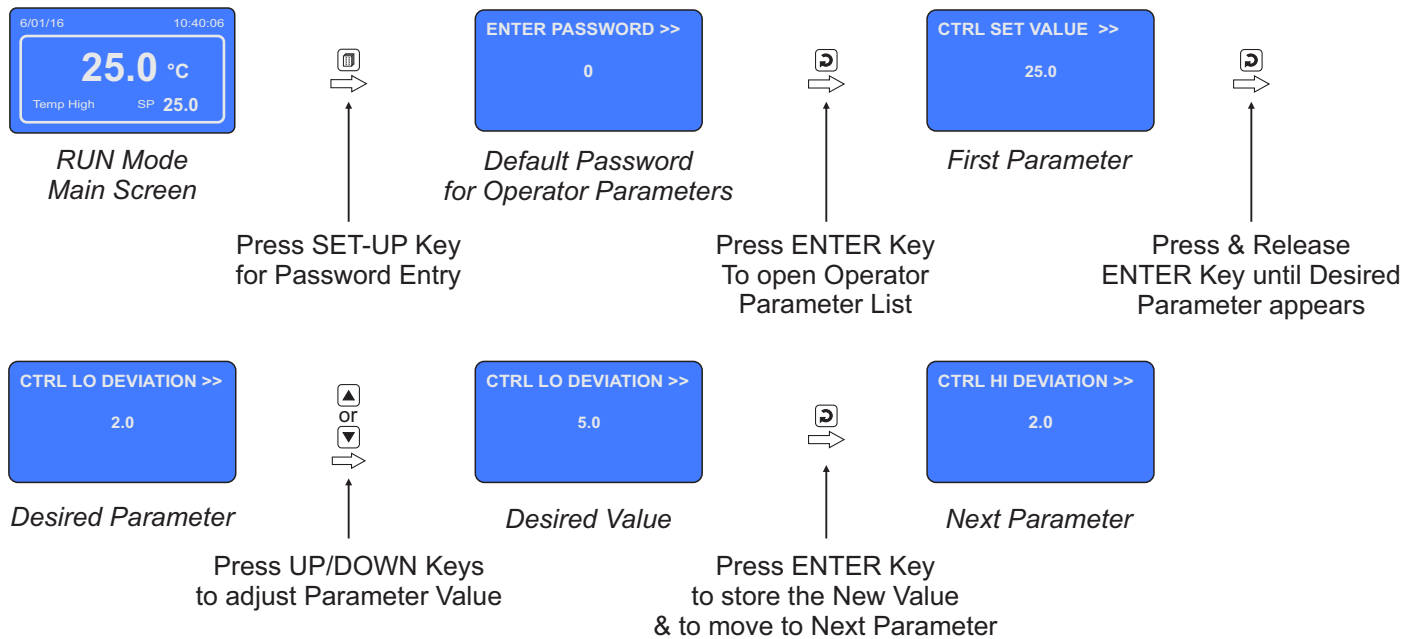 6/01/16 10:40:06
25.0 °C
Temp High SP 25.0
RUN Mode
Main Screen
Press SET-UP Key
for Password Entry
ENTER PASSWORD >>
0
Default Password
for Operator Parameters
Press ENTER Key
To open Operator
Parameter List
CTRL SET VALUE >>
25.0
First Parameter
Press & Release
ENTER Key until Desired
Parameter appears
CTRL LO DEVIATION >>
2.0
Desired Parameter
or
Press UP/DOWN Keys
to adjust Parameter Value
CTRL LO DEVIATION >>
5.0
Desired Value
Press ENTER Key
to store the New Value
& to move to Next Parameter
CTRL HI DEVIATION >>
2.0
Next Parameter